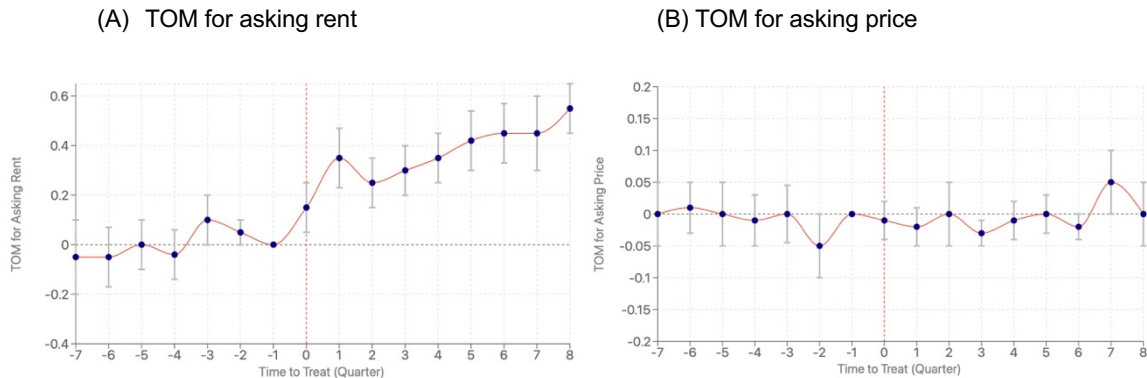 (A) TOM for asking rent
(B) TOM for asking price
TOM for Asking Rent
0.6
0.4
0.2
0
-0.2
-0.4
-7 -6 -5 -4 -3 -2 -1 0 1 2 3 4 5 6 7 8
Time to Treat (Quarter)
TOM for Asking Price
0.2
0.15
0.1
0.05
0
-0.05
-0.1
-0.15
-0.2
-7 -6 -5 -4 -3 -2 -1 0 1 2 3 4 5 6 7 8
Time to Treat (Quarter)